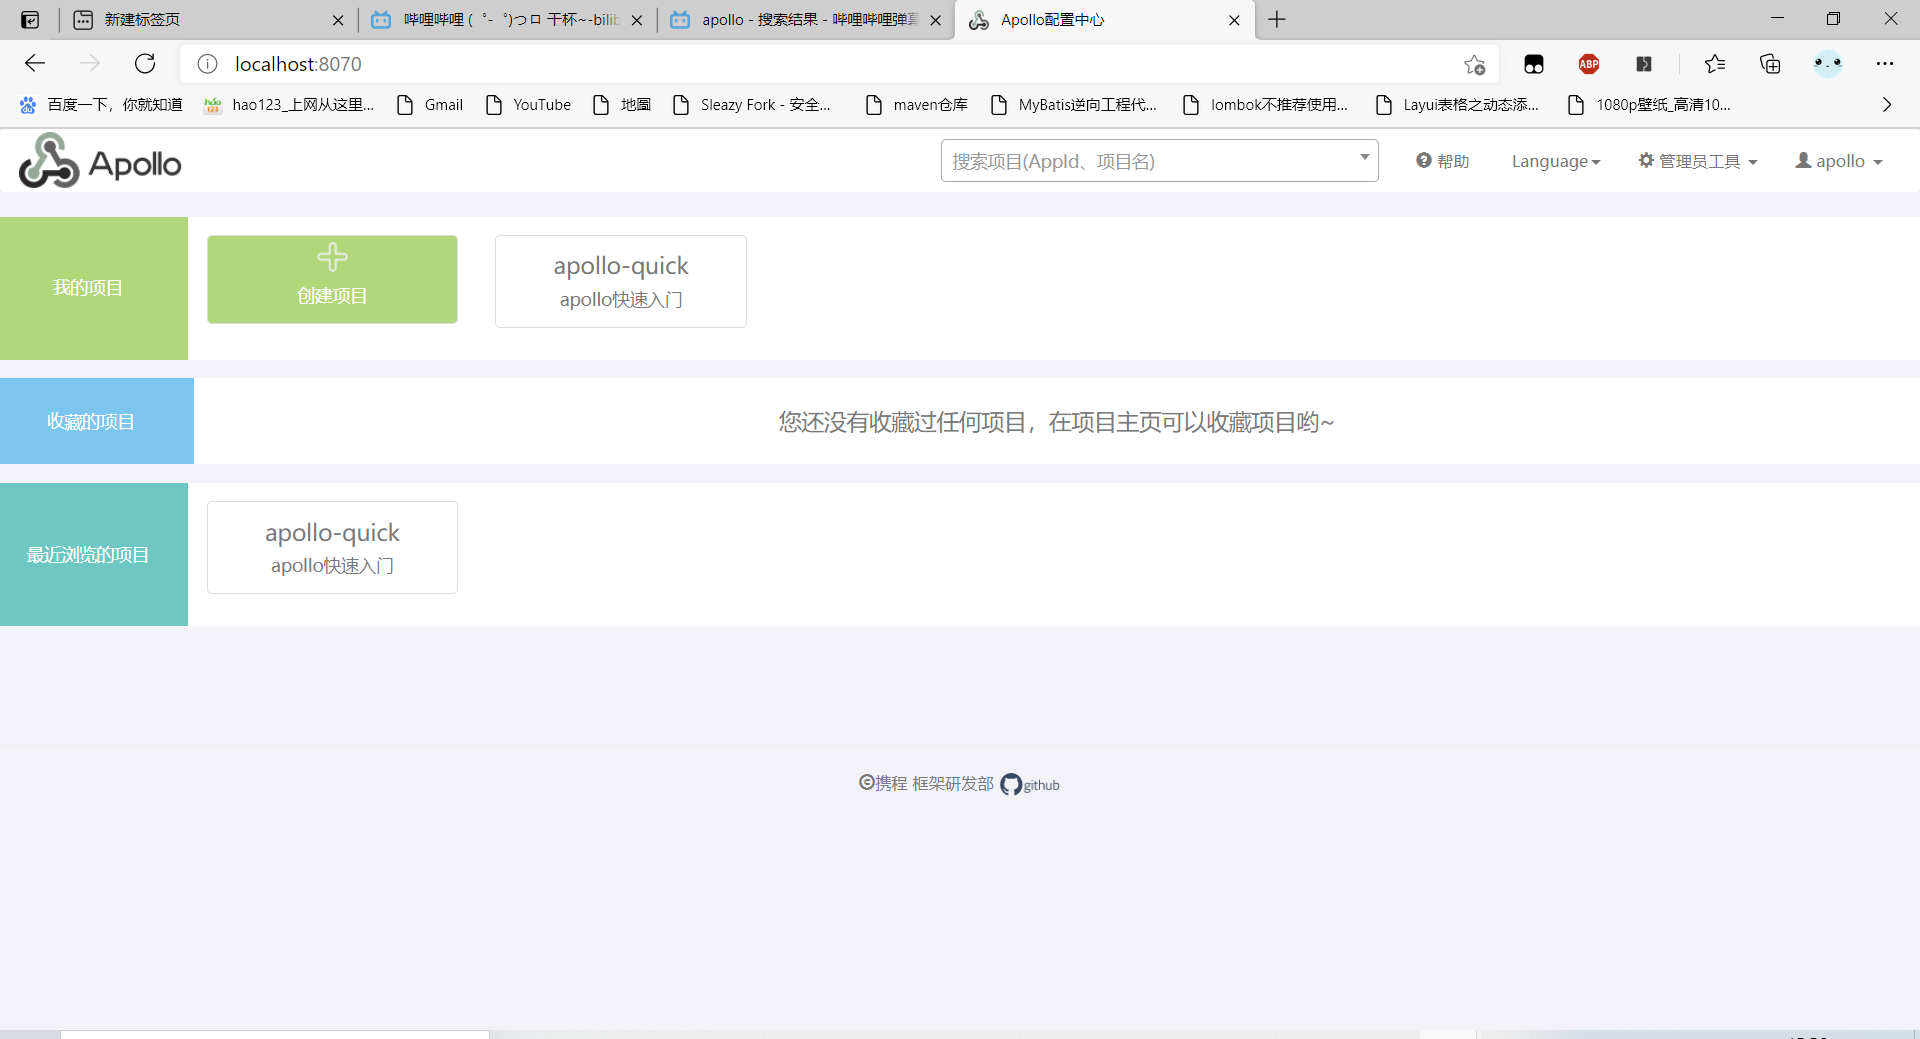 新建标签页
哔哩哔哩 ( ゜- ゜)つロ 干杯~-bilib
apollo - 搜索结果 - 哔哩哔哩弹幕
Apollo配置中心
localhost:8070
ABP
百度一下，你就知道
hao123_上网从这里...
Gmail
YouTube
地圖
Sleazy Fork - 安全...
maven仓库
MyBatis逆向工程代...
lombok不推荐使用...
Layui表格之动态添...
1080p壁纸_高清10...
Apollo
搜索项目(AppId、项目名)
帮助
Language
管理员工具
apollo
我的项目
创建项目
apollo-quick
apollo快速入门
收藏的项目
您还没有收藏过任何项目，在项目主页可以收藏项目哟~
最近浏览的项目
apollo-quick
apollo快速入门
©携程 框架研发部 github